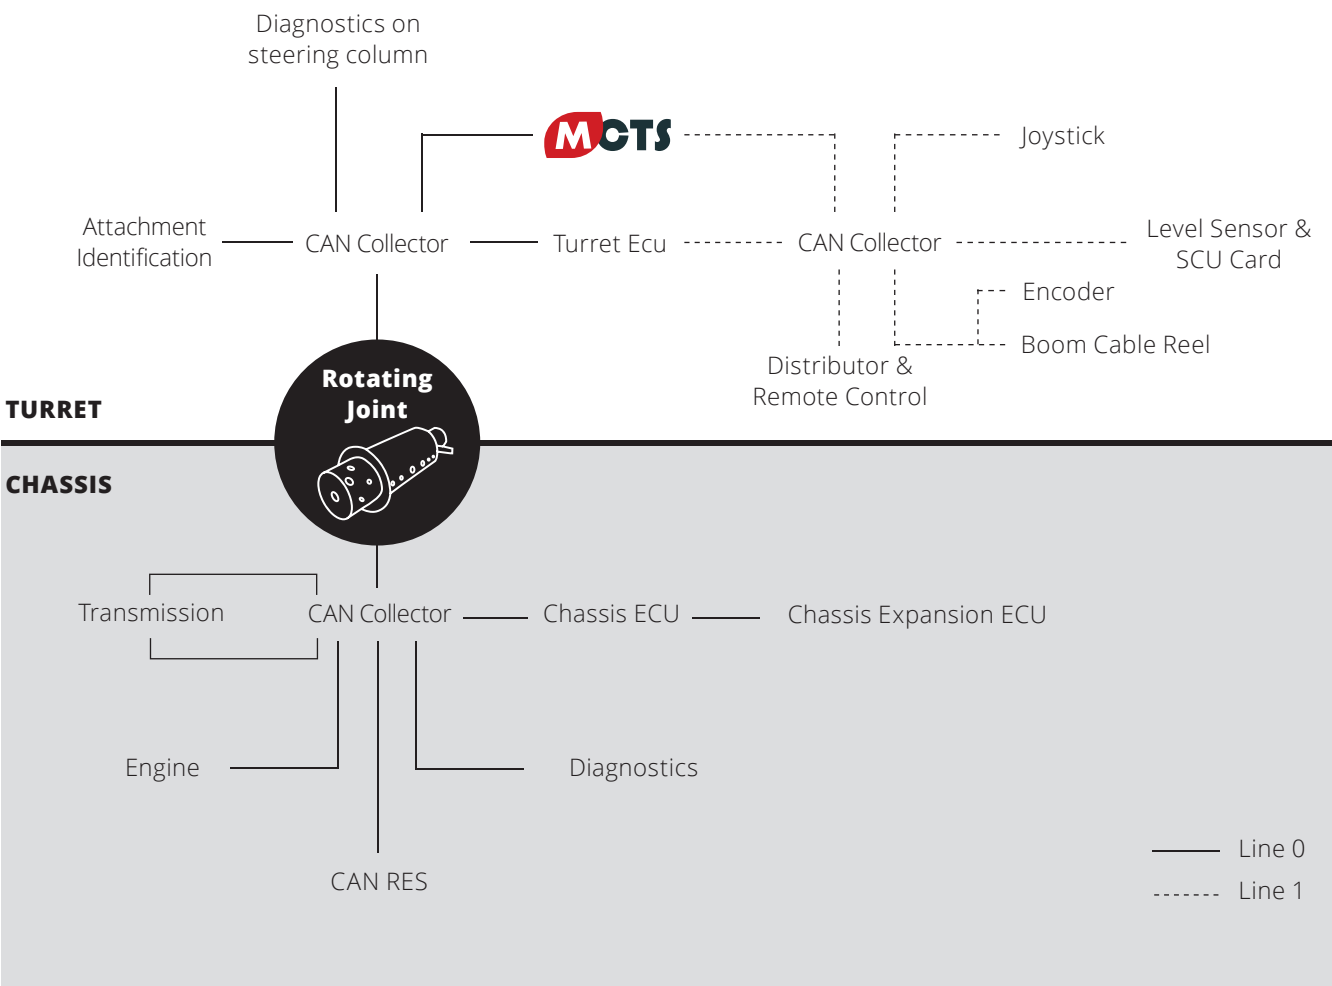 Diagnostics on
steering column
MCTS
Joystick
Attachment
Identification
CAN Collector
Turret Ecu
CAN Collector
Level Sensor &
SCU Card
Encoder
Boom Cable Reel
Distributor &
Remote Control
Rotating
Joint
TURRET
CHASSIS
Transmission
CAN Collector
Chassis ECU
Chassis Expansion ECU
Engine
Diagnostics
CAN RES
Line 0
Line 1